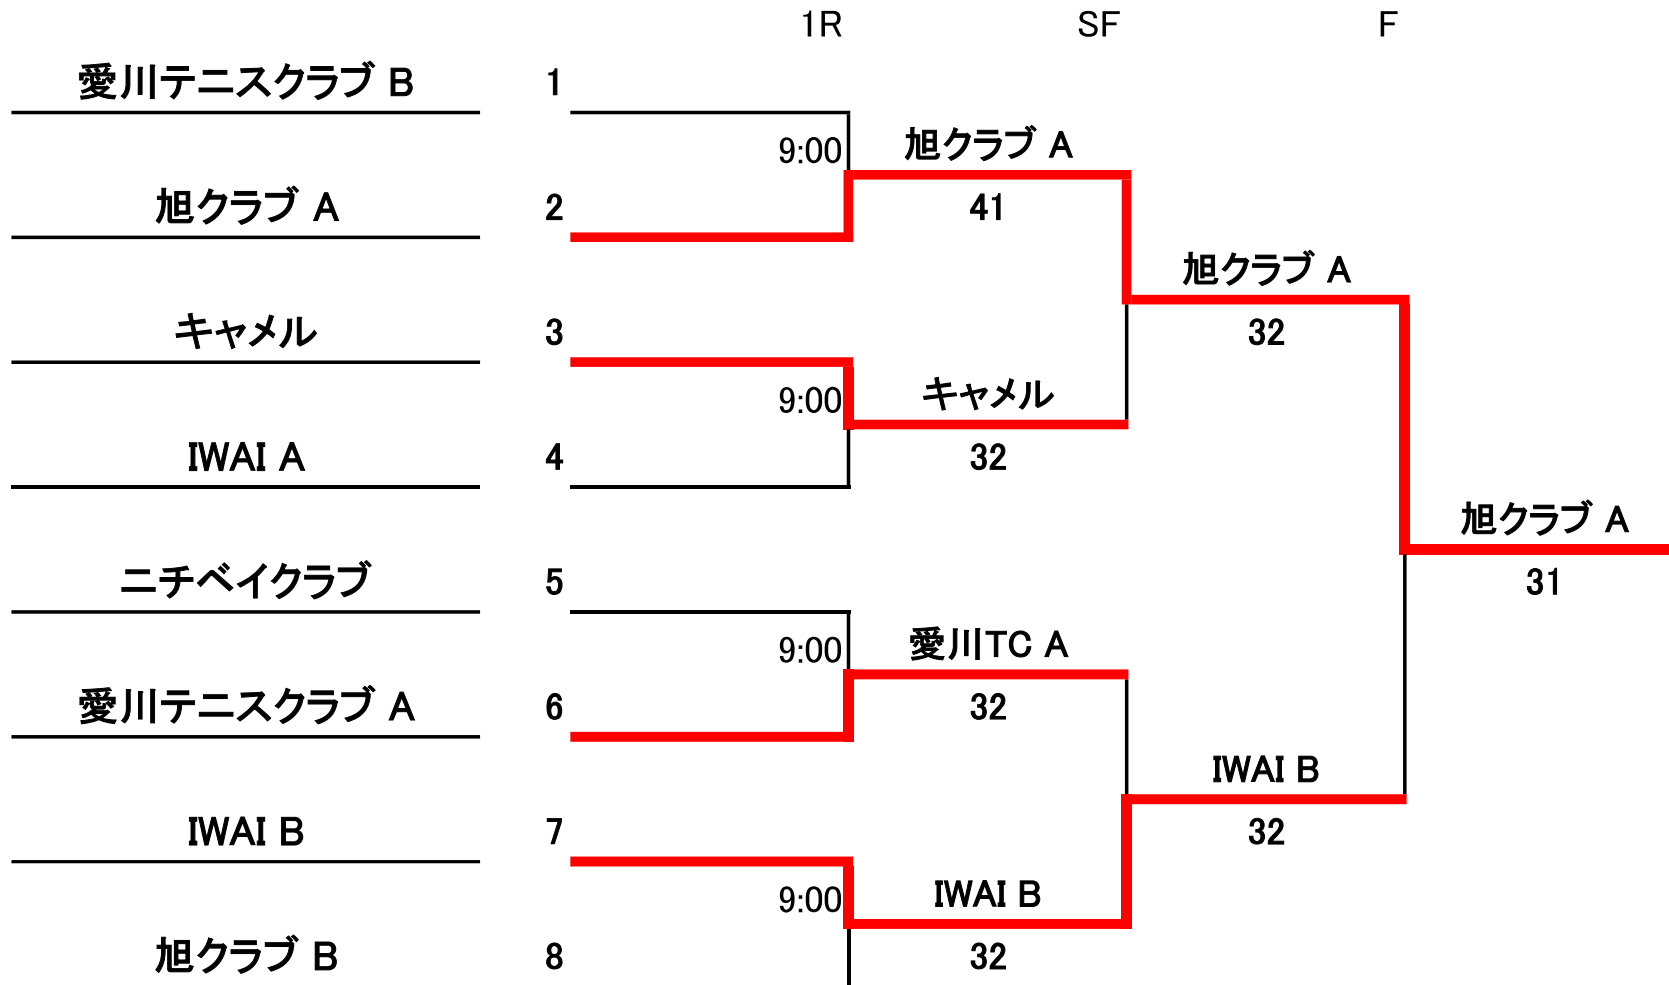 1R SF F
愛川テニスクラブ B 1
9:00 旭クラブ A
旭クラブ A 2 41
旭クラブ A
キャメル 3 32
9:00 キャメル
IWAI A 4 32
旭クラブ A
ニチベイクラブ 5 31
9:00 愛川TC A
愛川テニスクラブ A 6 32
IWAI B
IWAI B 7 32
9:00 IWAI B
旭クラブ B 8 32